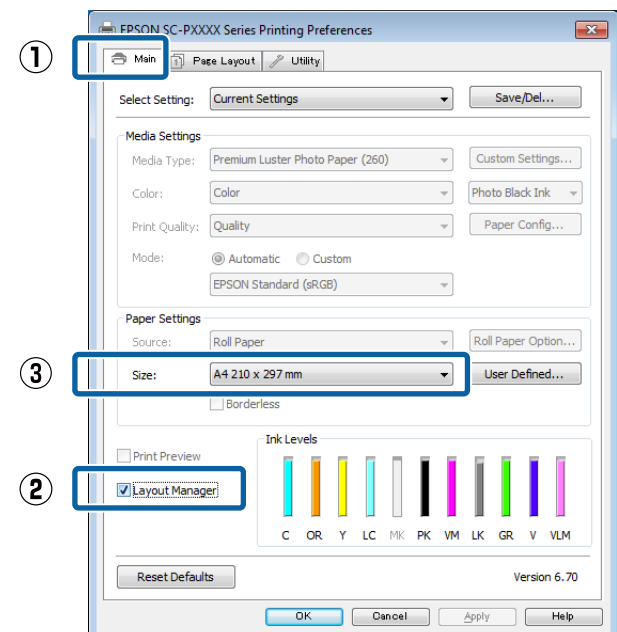 EPSON SC-PXXXX Series Printing Preferences
①
Main Page Layout Utility
Select Setting: Current Settings Save/Del...
Media Settings
Media Type: Premium Luster Photo Paper (260) Custom Settings...
Color: Color Photo Black Ink
Print Quality: Quality Paper Config...
Mode: Automatic Custom
EPSON Standard (sRGB)
Paper Settings
Source: Roll Paper Roll Paper Option...
③ Size: A4 210 x 297 mm User Defined...
Borderless
Ink Levels
Print Preview
② Layout Manager
C OR Y LC MK PK VM LK GR V VLM
Reset Defaults Version 6.70
OK Cancel Apply Help